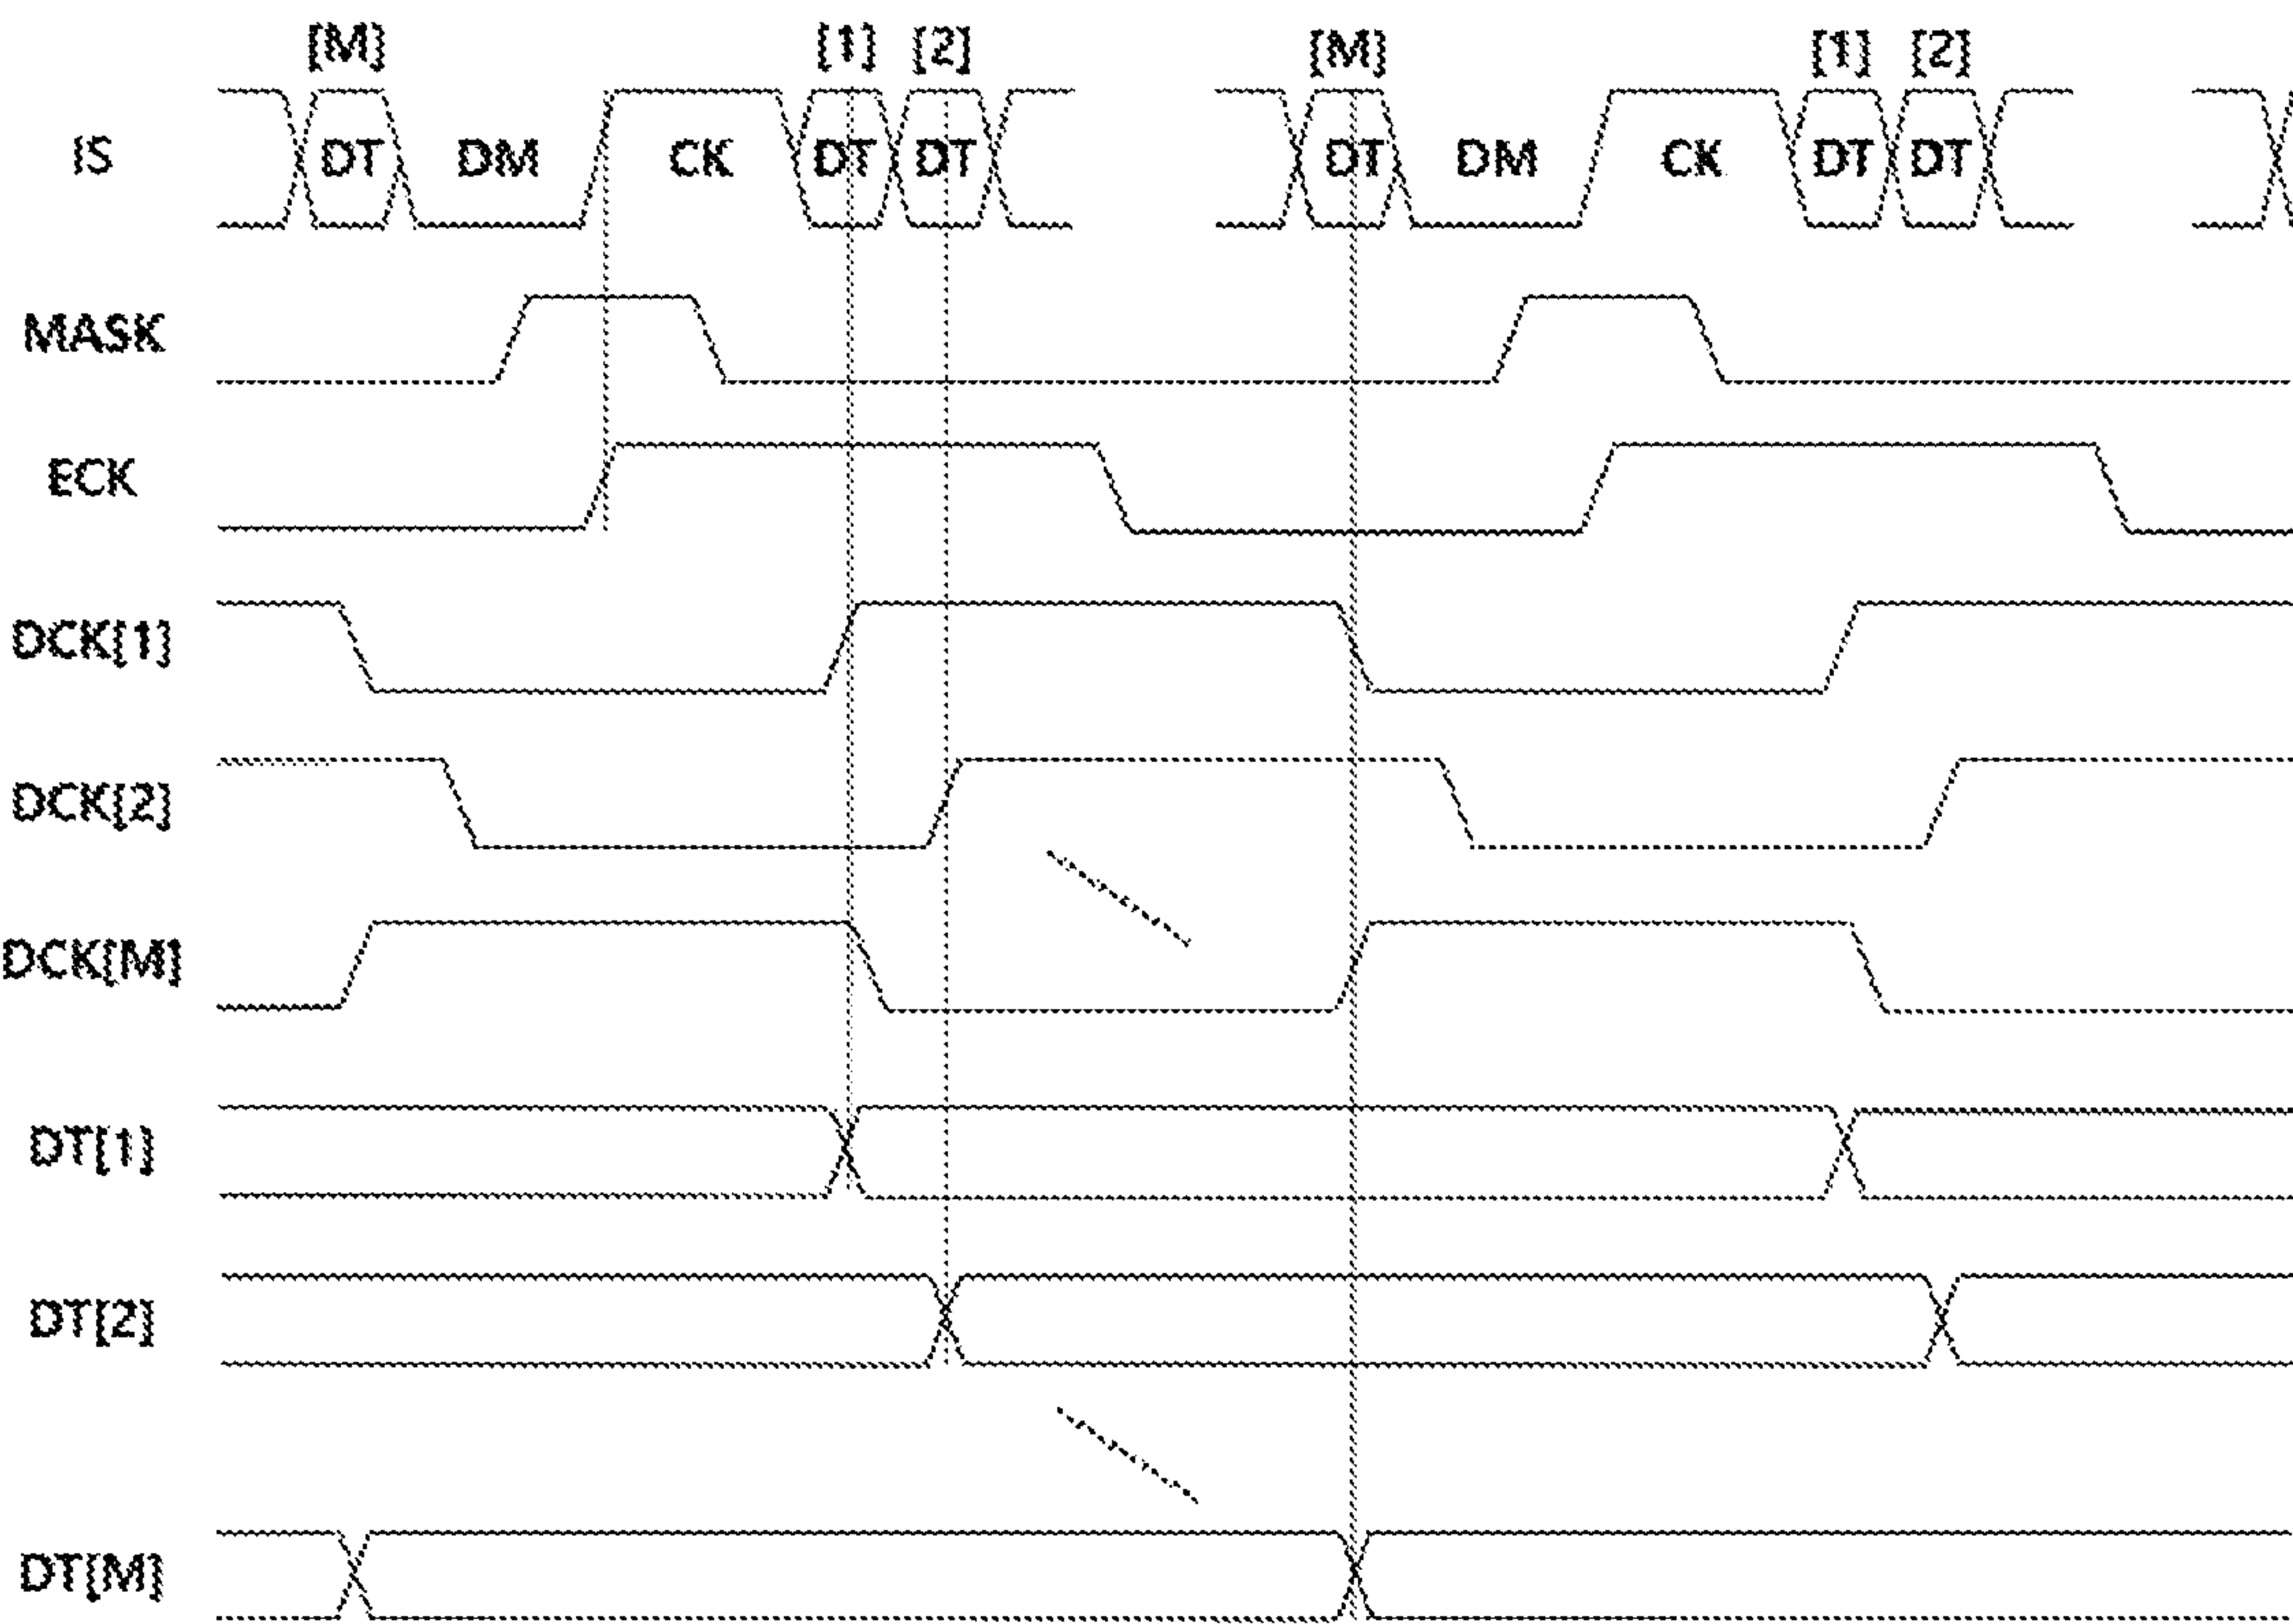 [M] [1] [2] [M] [1] [2]
IS DT DM CK DT DT DT DM CK DT DT
MASK
ECK
DCK[1]
DCK[2]
DCK[M]
DT[1]
DT[2]
DT[M]